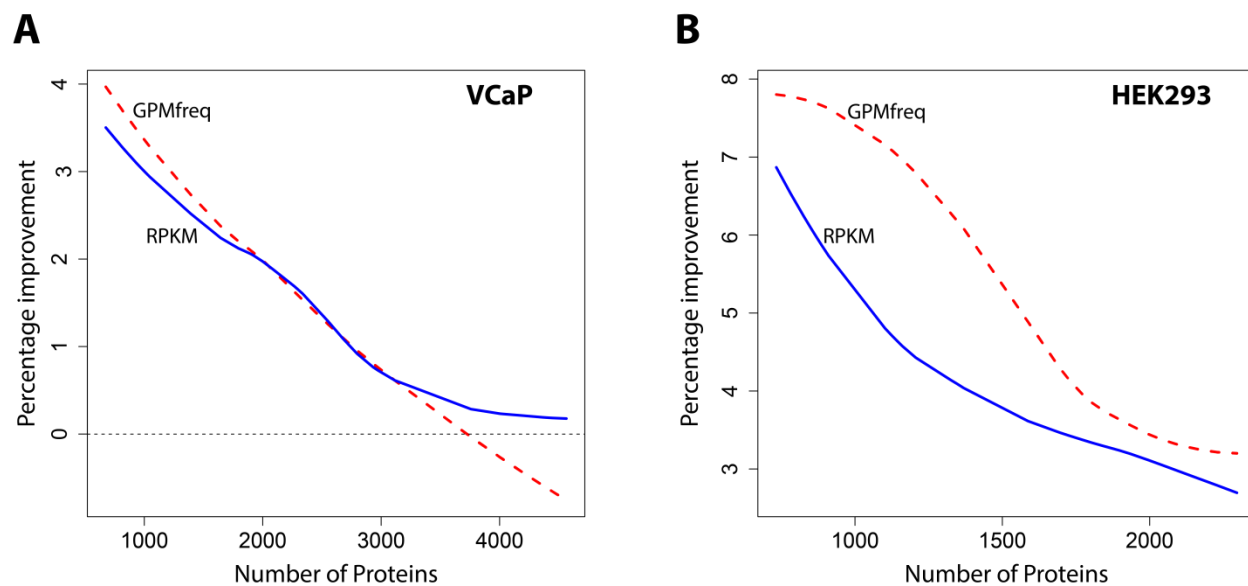 A
VCaP
GPMfreq
RPKM
Percentage improvement
4
3
2
1
0
1000 2000 3000 4000
Number of Proteins
B
HEK293
GPMfreq
RPKM
Percentage improvement
8
7
6
5
4
3
1000 1500 2000
Number of Proteins